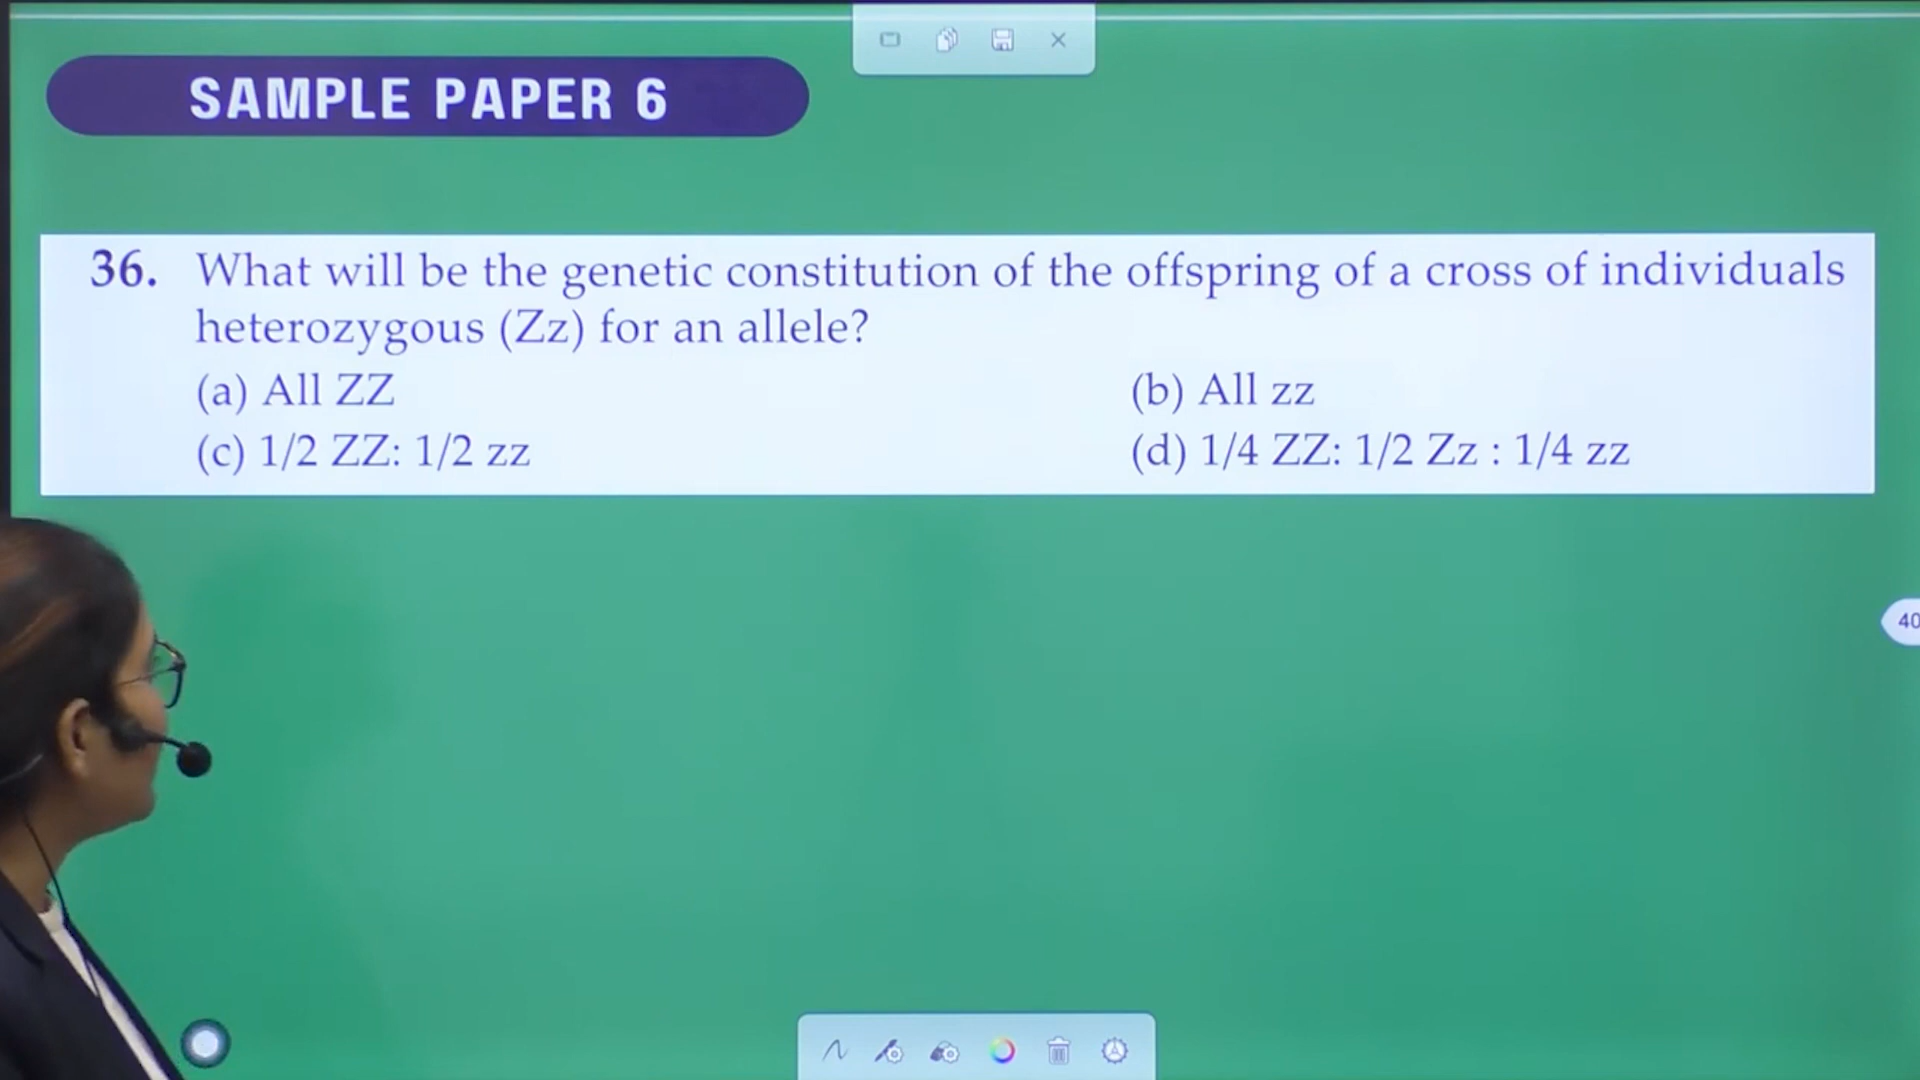 SAMPLE PAPER 6
36. What will be the genetic constitution of the offspring of a cross of individuals
heterozygous (Zz) for an allele?
(a) All ZZ (b) All zz
(c) 1/2 ZZ: 1/2 zz (d) 1/4 ZZ: 1/2 Zz : 1/4 zz
40